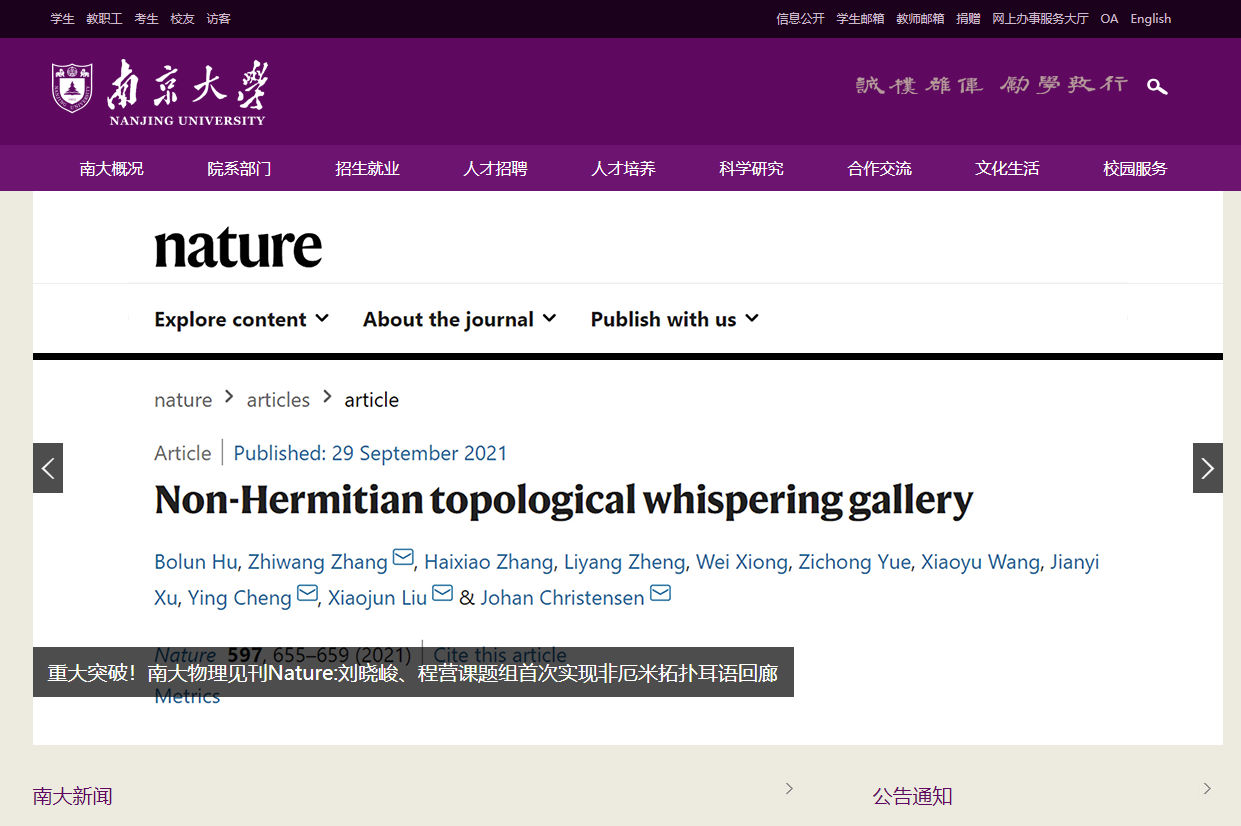 学生 教职工 考生 校友 访客
信息公开 学生邮箱 教师邮箱 捐赠 网上办事服务大厅 OA English
南京大学
NANJING UNIVERSITY
誠樸雄偉 勵學敦行
南大概况 院系部门 招生就业 人才招聘 人才培养 科学研究 合作交流 文化生活 校园服务
nature
Explore content About the journal Publish with us
nature articles article
Article Published: 29 September 2021
Non-Hermitian topological whispering gallery
Bolun Hu, Zhiwang Zhang, Haixiao Zhang, Liyang Zheng, Wei Xiong, Zichong Yue, Xiaoyu Wang, Jianyi
Xu, Ying Cheng, Xiaojun Liu & Johan Christensen
Nature 597, 655–659 (2021) Cite this article
重大突破！南大物理见刊Nature:刘晓峻、程营课题组首次实现非厄米拓扑耳语回廊
Metrics
南大新闻
公告通知